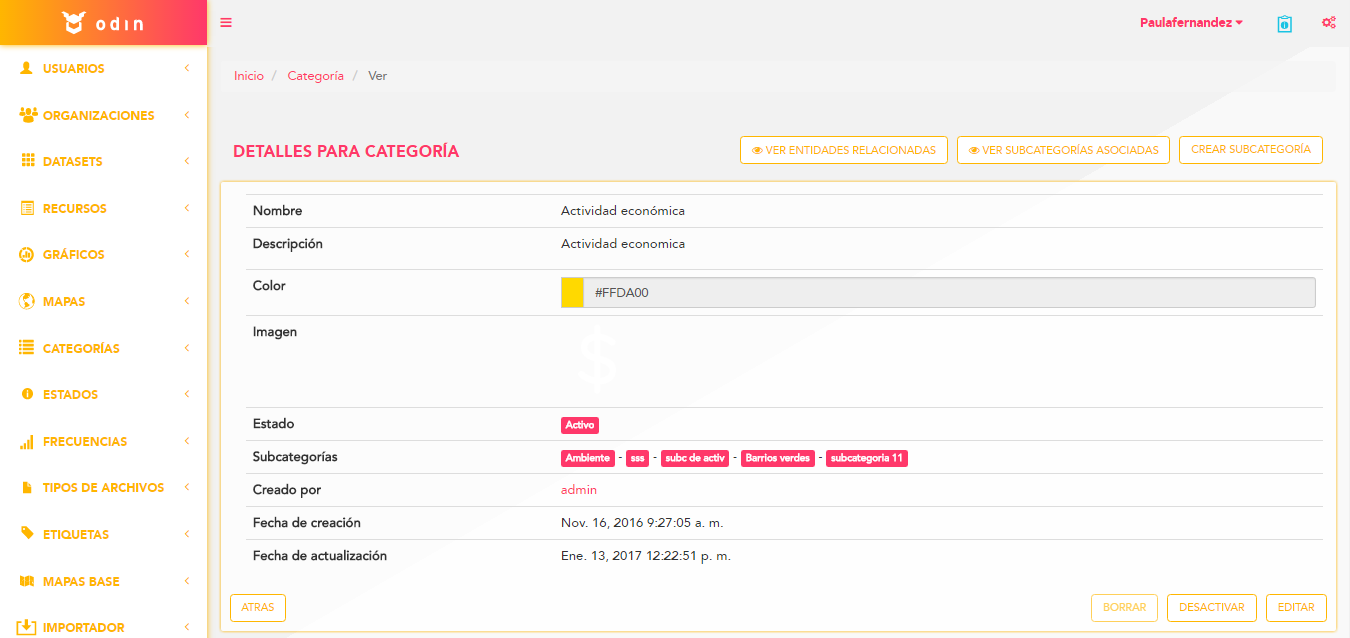 odin
Paulafernandez
USUARIOS
ORGANIZACIONES
DATASETS
RECURSOS
GRÁFICOS
MAPAS
CATEGORÍAS
ESTADOS
FRECUENCIAS
TIPOS DE ARCHIVOS
ETIQUETAS
MAPAS BASE
IMPORTADOR
Inicio / Categoría / Ver
DETALLES PARA CATEGORÍA
VER ENTIDADES RELACIONADAS
VER SUBCATEGORÍAS ASOCIADAS
CREAR SUBCATEGORÍA
Nombre Actividad económica
Descripción Actividad economica
Color #FFDA00
Imagen $
Estado Activo
Subcategorías Ambiente - sss - subc de activ - Barrios verdes - subcategoria 11
Creado por admin
Fecha de creación Nov. 16, 2016 9:27:05 a. m.
Fecha de actualización Ene. 13, 2017 12:22:51 p. m.
ATRAS
BORRAR
DESACTIVAR
EDITAR